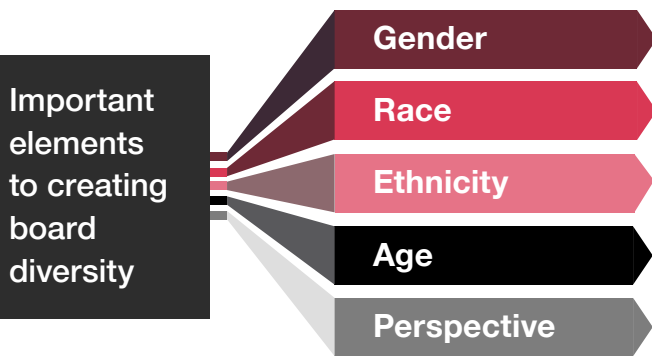 Important
elements
to creating
board
diversity
Gender
Race
Ethnicity
Age
Perspective